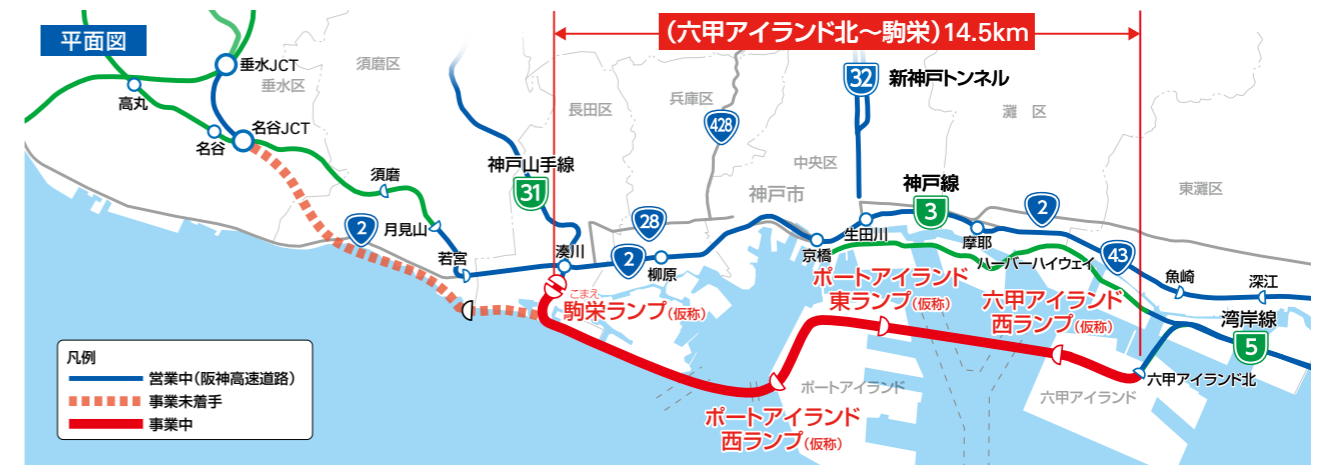 平面図
(六甲アイランド北～駒栄)14.5km
垂水JCT
須磨区
垂水区
高丸
名谷JCT
名谷
長田区
兵庫区
428
32
新神戸トンネル
灘 区
中央区
神戸山手線
31
須磨
神戸市
神戸線
3
2
東灘区
2
月見山
28
若宮
湊川
2
柳原
京橋
生田川
摩耶
ハーバーハイウェイ
43
魚崎
深江
こまえ
駒栄ランプ(仮称)
ポートアイランド
東ランプ(仮称)
六甲アイランド
西ランプ(仮称)
湾岸線
5
六甲アイランド北
ポートアイランド
六甲アイランド
ポートアイランド
西ランプ(仮称)
凡例
営業中(阪神高速道路)
事業未着手
事業中